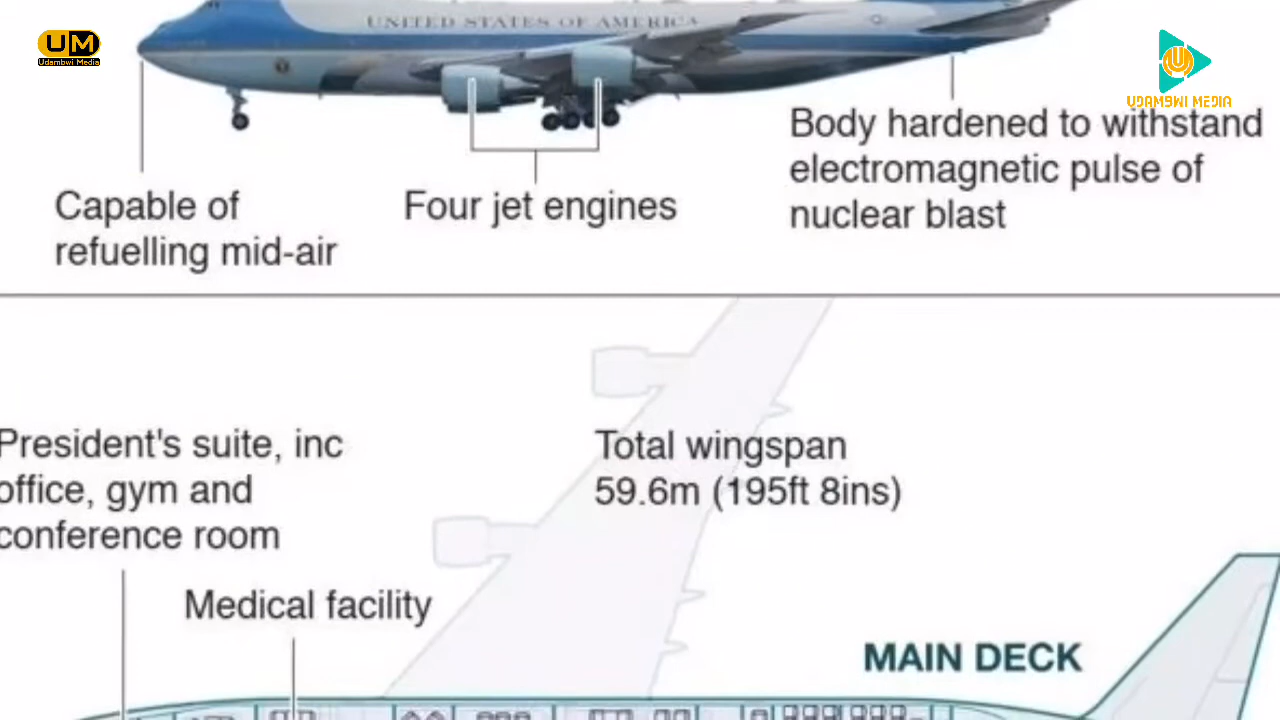 UNITED STATES OF AMERICA
UM
Udambwi Media
U
UDAMBWI MEDIA
Body hardened to withstand
electromagnetic pulse of
nuclear blast
Capable of
refuelling mid-air
Four jet engines
President's suite, inc
office, gym and
conference room
Total wingspan
59.6m (195ft 8ins)
Medical facility
MAIN DECK